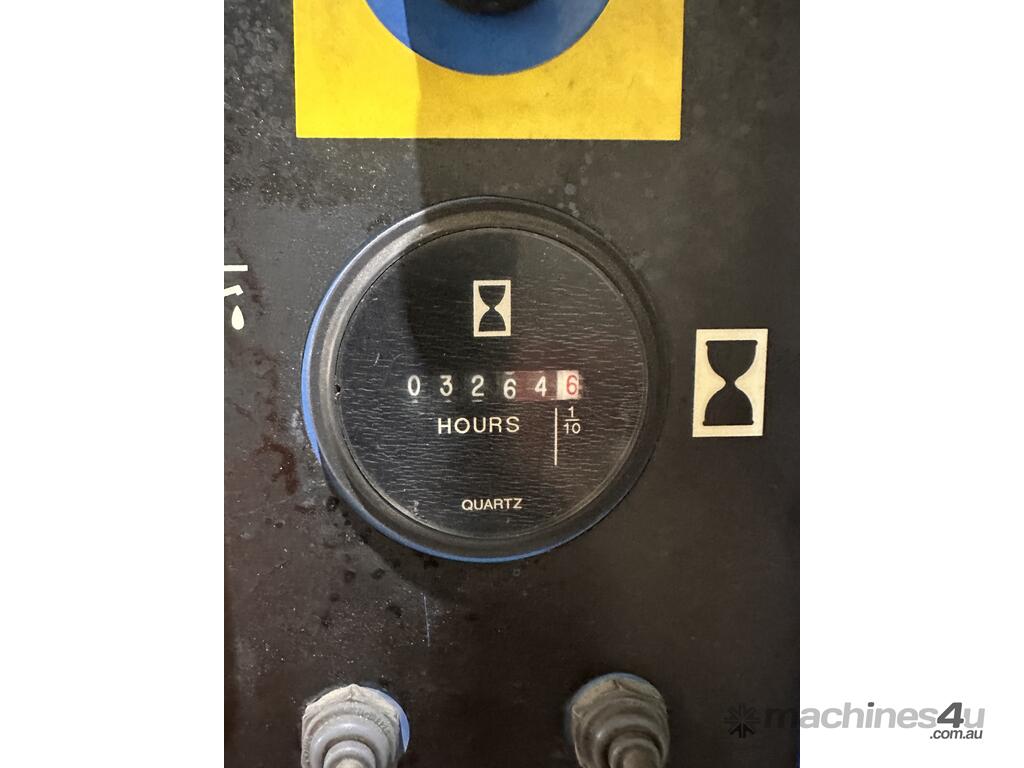 032646
HOURS
1/10
QUARTZ
machines4u
.com.au